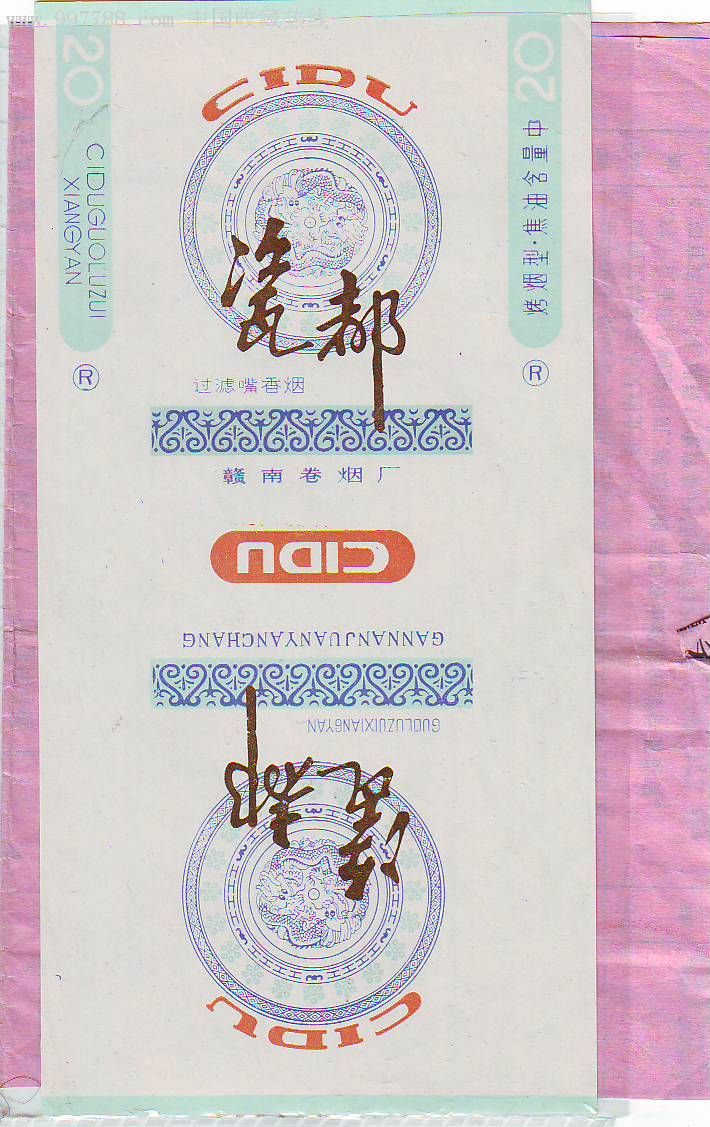 www.997788.com 中国收藏热线
20
CIDUGUOLUZUI
XIANGYAN
R
CIDU
瓷都
过滤嘴香烟
赣南卷烟厂
20
烤烟型·焦油含量中
R
CIDU
GANNANJUANYANCHANG
GUOLUZUIXIANGYAN
瓷都
CIDU